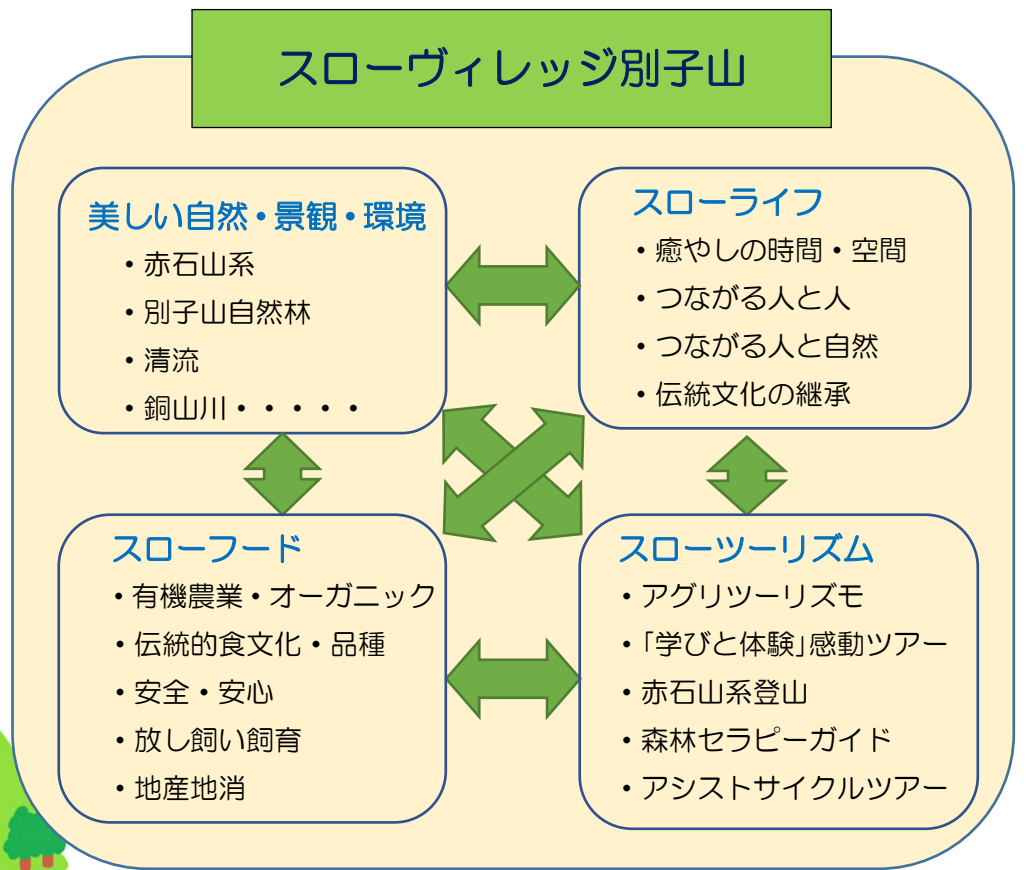 スローヴィレッジ別子山
美しい自然・景観・環境
・赤石山系
・別子山自然林
・清流
・銅山川・・・・・
スローライフ
・癒やしの時間・空間
・つながる人と人
・つながる人と自然
・伝統文化の継承
スローフード
・有機農業・オーガニック
・伝統的食文化・品種
・安全・安心
・放し飼い飼育
・地産地消
スローツーリズム
・アグリツーリズモ
・「学びと体験」感動ツアー
・赤石山系登山
・森林セラピーガイド
・アシストサイクルツアー